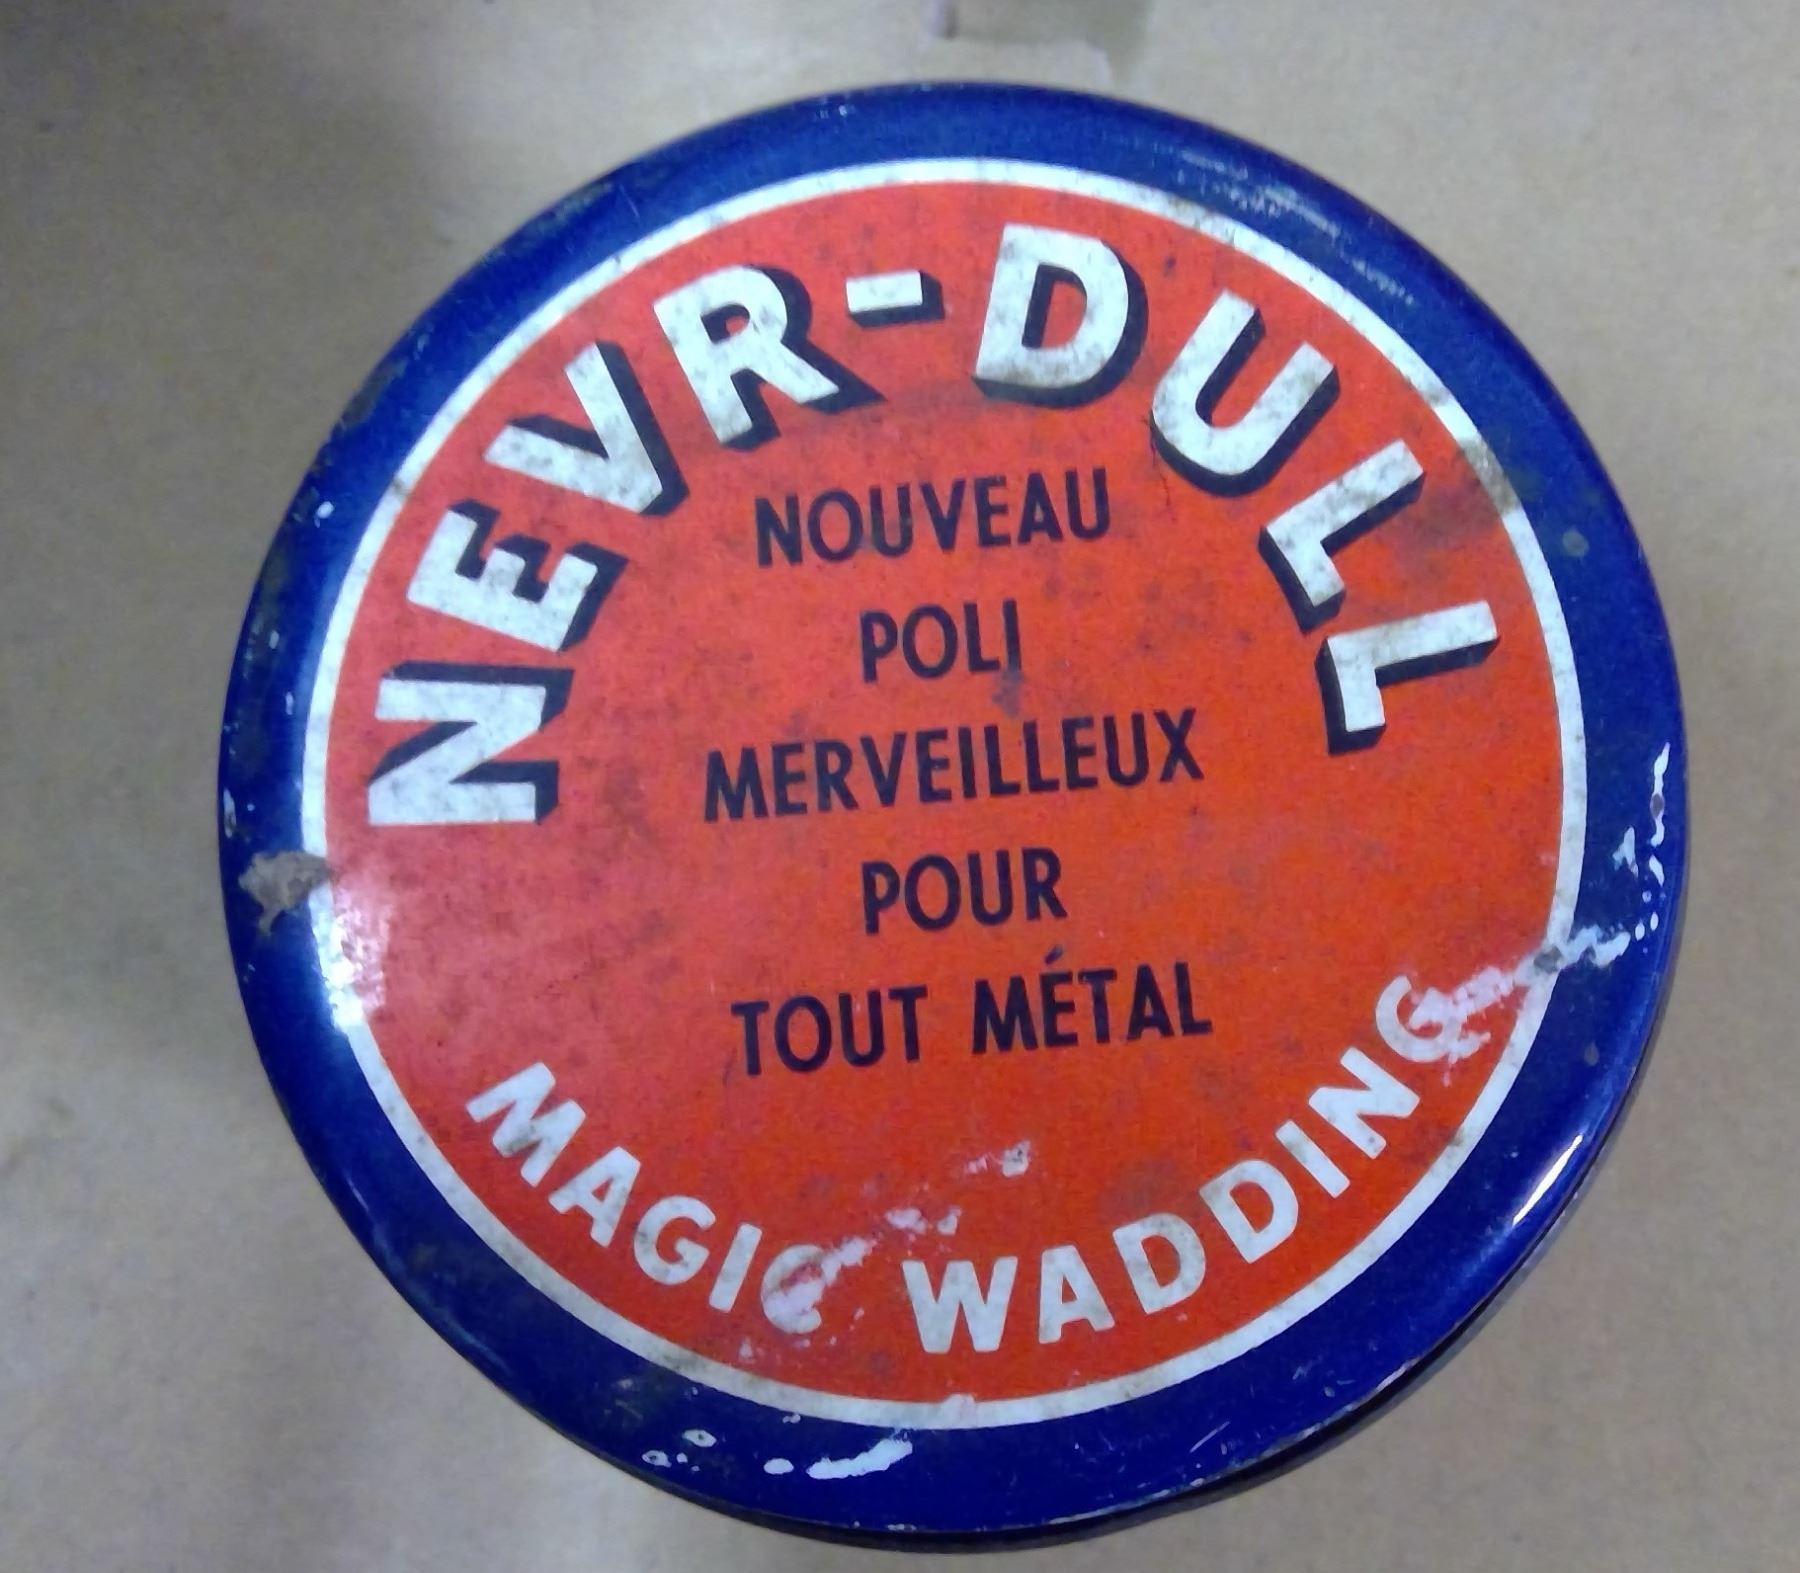 NEVR-DULL
NOUVEAU
POLI
MERVEILLEUX
POUR
TOUT MÉTAL
MAGIC WADDING